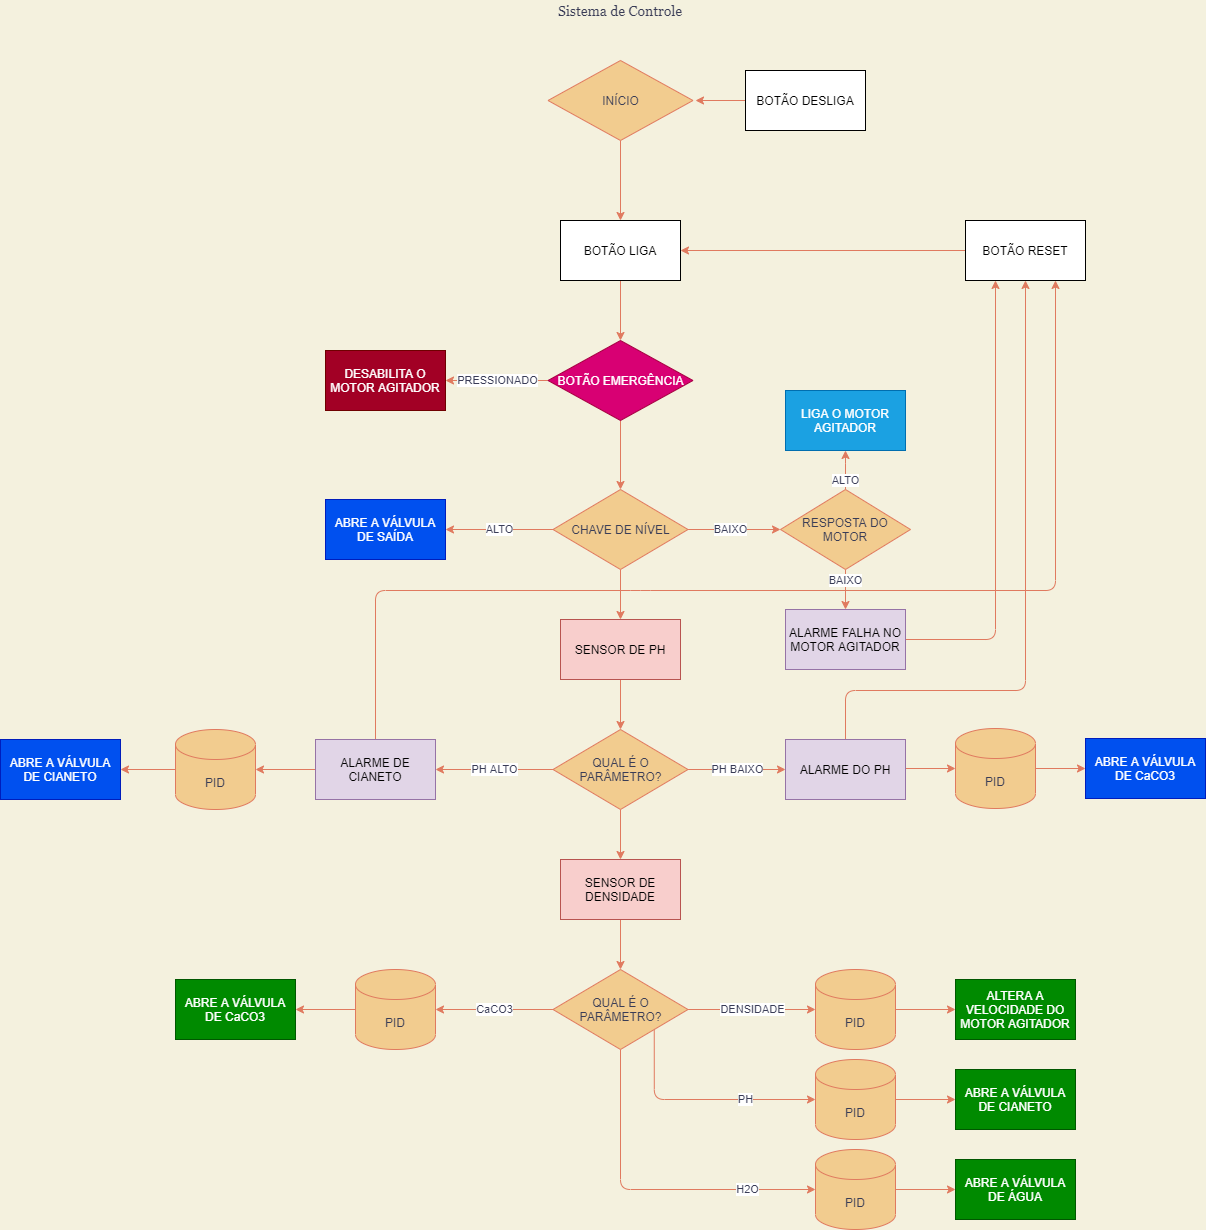 Sistema de Controle
INÍCIO
BOTÃO DESLIGA
BOTÃO LIGA
BOTÃO RESET
DESABILITA O
MOTOR AGITADOR
PRESSIONADO
BOTÃO EMERGÊNCIA
LIGA O MOTOR
AGITADOR
ALTO
ABRE A VÁLVULA
DE SAÍDA
ALTO
CHAVE DE NÍVEL
BAIXO
RESPOSTA DO
MOTOR
BAIXO
ALARME FALHA NO
MOTOR AGITADOR
SENSOR DE PH
ABRE A VÁLVULA
DE CIANETO
PID
ALARME DE
CIANETO
PH ALTO
QUAL É O
PARÂMETRO?
PH BAIXO
ALARME DO PH
PID
ABRE A VÁLVULA
DE CaCO3
SENSOR DE
DENSIDADE
ABRE A VÁLVULA
DE CaCO3
PID
CaCO3
QUAL É O
PARÂMETRO?
DENSIDADE
PID
ALTERA A
VELOCIDADE DO
MOTOR AGITADOR
PH
PID
ABRE A VÁLVULA
DE CIANETO
H2O
PID
ABRE A VÁLVULA
DE ÁGUA